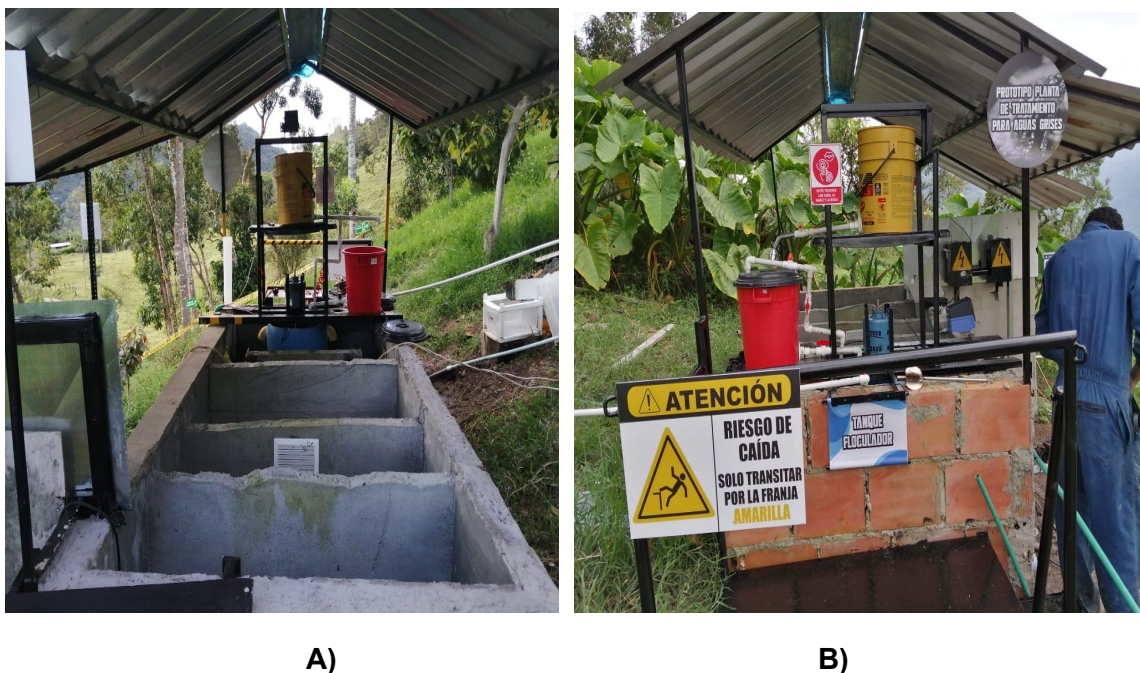 PROTOTIPO PLANTA
DE TRATAMIENTO
PARA AGUAS GRISES
ATENCIÓN
RIESGO DE
CAÍDA
SOLO TRANSITAR
POR LA FRANJA
AMARILLA
TANQUE
FLOCULADOR
A)
B)